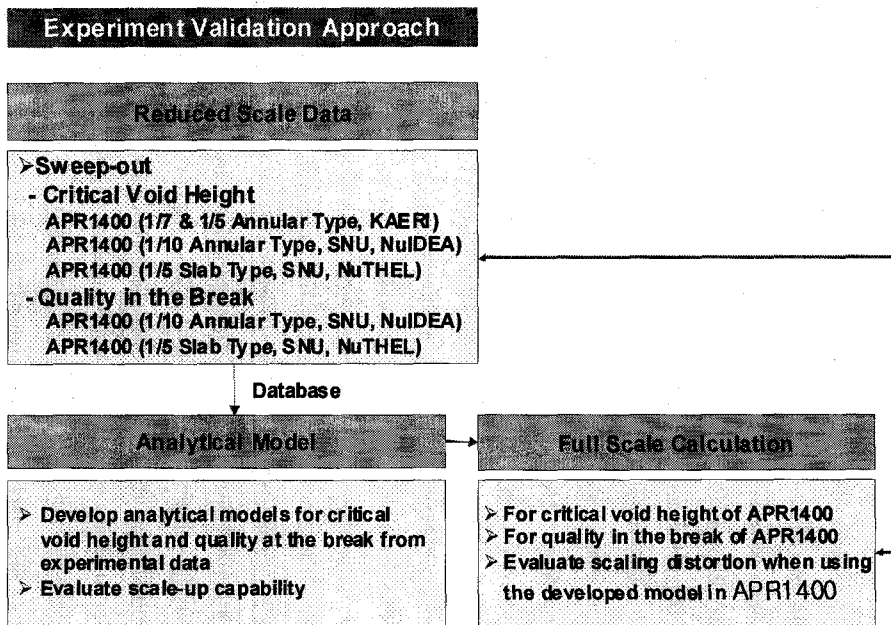 Experiment Validation Approach
Reduced Scale Data
➢Sweep-out
- Critical Void Height
APR1400 (1/7 & 1/5 Annular Type, KAERI)
APR1400 (1/10 Annular Type, SNU, NuIDEA)
APR1400 (1/5 Slab Type, SNU, NuTHEL)
- Quality in the Break
APR1400 (1/10 Annular Type, SNU, NuIDEA)
APR1400 (1/5 Slab Type, SNU, NuTHEL)
Database
Analytical Model
➢ Develop analytical models for critical
void height and quality at the break from
experimental data
➢ Evaluate scale-up capability
Full Scale Calculation
➢ For critical void height of APR1400
➢ For quality in the break of APR1400
➢ Evaluate scaling distortion when using
the developed model in APR1400